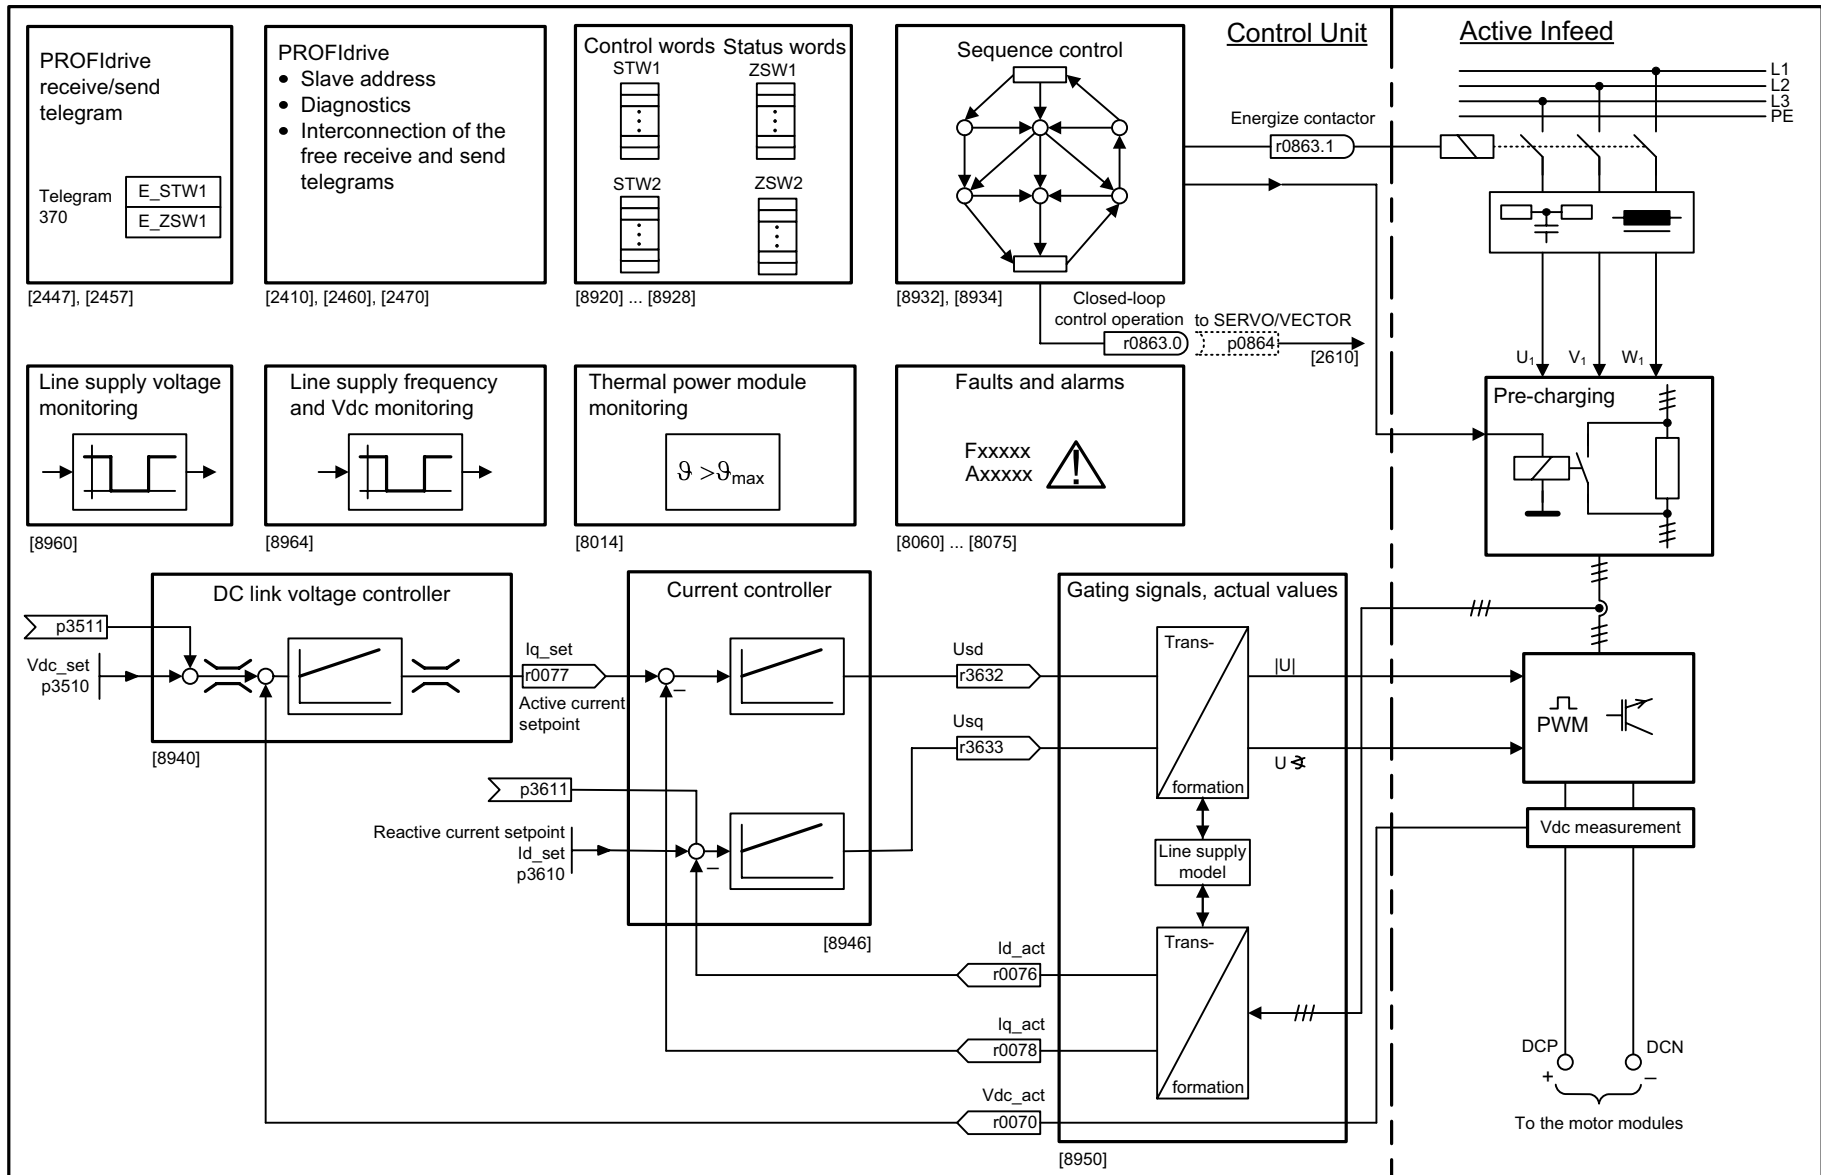 Control Unit
Active Infeed
PROFIdrive
receive/send
telegram
Telegram
370
E_STW1
E_ZSW1
[2447], [2457]
PROFIdrive
• Slave address
• Diagnostics
• Interconnection of the
free receive and send
telegrams
[2410], [2460], [2470]
Control words Status words
STW1 ZSW1
STW2 ZSW2
[8920] ... [8928]
Sequence control
[8932], [8934]
Energize contactor
r0863.1
Closed-loop
control operation
r0863.0
to SERVO/VECTOR
p0864
[2610]
L1
L2
L3
PE
U1 V1 W1
Pre-charging
Line supply voltage
monitoring
[8960]
Line supply frequency
and Vdc monitoring
[8964]
Thermal power module
monitoring
ϑ >ϑmax
[8014]
Faults and alarms
Fxxxxx
Axxxxx
!
[8060] ... [8075]
DC link voltage controller
p3511
Vdc_set
p3510
[8940]
Iq_set
r0077
Active current
setpoint
Current controller
–
p3611
Reactive current setpoint
Id_set
p3610
–
[8946]
Usd
r3632
Usq
r3633
Gating signals, actual values
Trans-
formation
|U|
U ∢
Line supply
model
Trans-
formation
Id_act
r0076
Iq_act
r0078
Vdc_act
r0070
[8950]
PWM
Vdc measurement
DCP DCN
+ –
To the motor modules